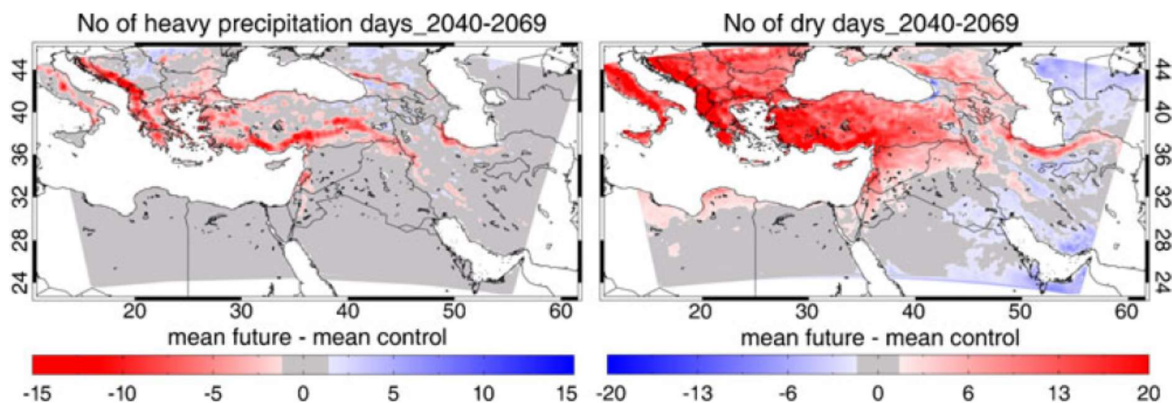 No of heavy precipitation days_2040-2069
44
40
36
32
28
24
20 30 40 50 60
mean future - mean control
-15 -10 -5 0 5 10 15
No of dry days_2040-2069
44
40
36
32
28
24
20 30 40 50 60
mean future - mean control
-20 -13 -6 0 6 13 20